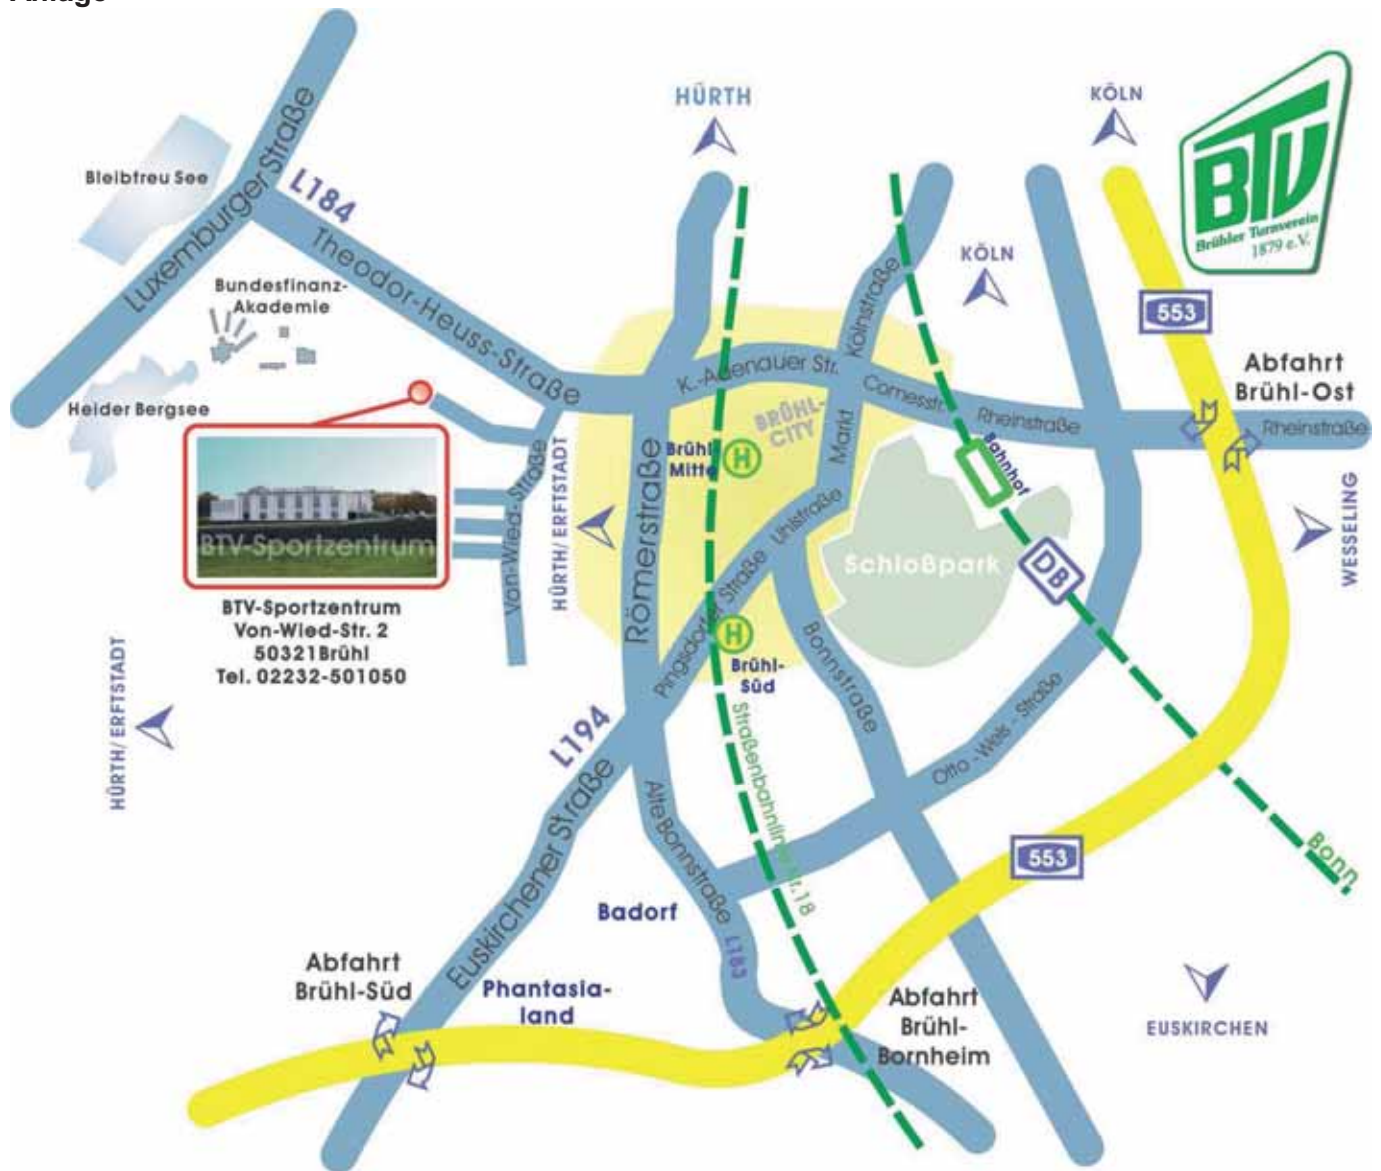 Anlage
HÜRTH
KÖLN
BTV
Brühler Turnverein
1879 e.V.
Bleibtreu See
Luxemburger Straße
L184
Theodor-Heuss-Straße
KÖLN
Kölnstraße
553
Bundesfinanz-
Akademie
Abfahrt
Brühl-Ost
K.-Adenauer Str.
Comesstr.
Rheinstraße
Rheinstraße
Heider Bergsee
BRÜHL-
CITY
Markt
Brühl
Mitte
H
Bahnhof
Römerstraße
Von-Wied-Straße
HÜRTH/ ERFTSTADT
WESSELING
Uhlstraße
BTV-Sportzentrum
Schloßpark
DB
BTV-Sportzentrum
Von-Wied-Str. 2
50321Brühl
Tel. 02232-501050
Pingsdorfer Straße
H
Brühl-
Süd
Bonnstraße
HÜRTH/ ERFTSTADT
L194
Straßenbahnlinie Nr.18
Otto - Wels - Straße
Euskirchener Straße
Alte Bonnstraße
553
Bonn
Badorf
L183
Abfahrt
Brühl-Süd
Phantasia-
land
Abfahrt
Brühl-
Bornheim
EUSKIRCHEN